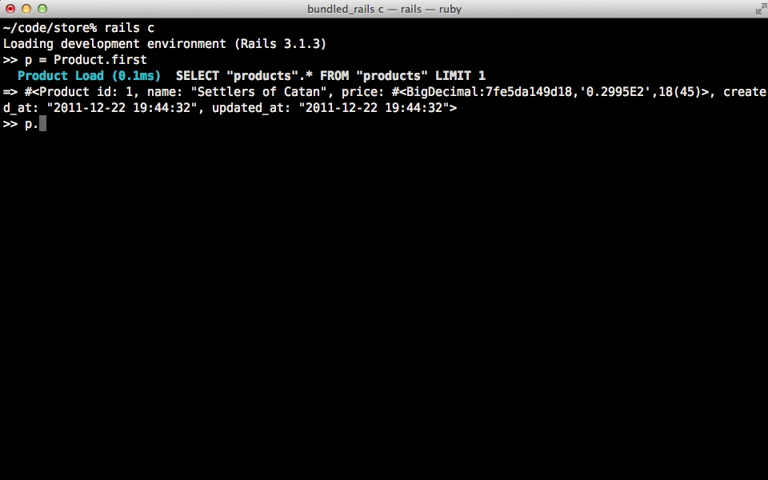 bundled_rails c — rails — ruby
~/code/store% rails c
Loading development environment (Rails 3.1.3)
>> p = Product.first
  Product Load (0.1ms)  SELECT "products".* FROM "products" LIMIT 1
=> #<Product id: 1, name: "Settlers of Catan", price: #<BigDecimal:7fe5da149d18,'0.2995E2',18(45)>, create
d_at: "2011-12-22 19:44:32", updated_at: "2011-12-22 19:44:32">
>> p.